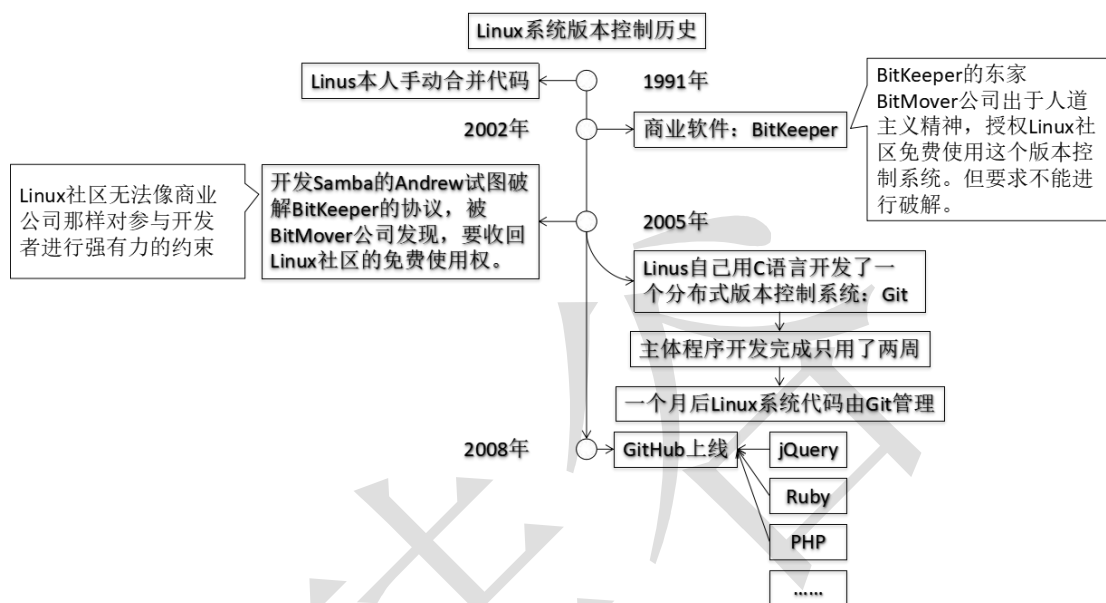 Linux系统版本控制历史
Linus本人手动合并代码
1991年
BitKeeper的东家
BitMover公司出于人道
主义精神，授权Linux社
区免费使用这个版本控
制系统。但要求不能进
行破解。
2002年
商业软件：BitKeeper
Linux社区无法像商业
公司那样对参与开发
者进行强有力的约束
开发Samba的Andrew试图破
解BitKeeper的协议，被
BitMover公司发现，要收回
Linux社区的免费使用权。
2005年
Linus自己用C语言开发了一
个分布式版本控制系统：Git
主体程序开发完成只用了两周
一个月后Linux系统代码由Git管理
2008年
GitHub上线
jQuery
Ruby
PHP
……